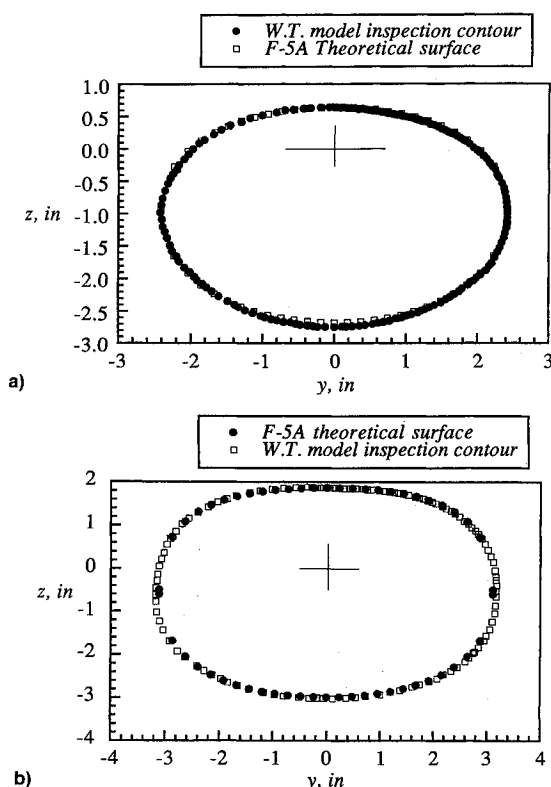 W.T. model inspection contour
F-5A Theoretical surface
1.0
0.5
0.0
-0.5
z, in -1.0
-1.5
-2.0
-2.5
-3.0
-3 -2 -1 0 1 2 3
a)
y, in
F-5A theoretical surface
W.T. model inspection contour
2
1
0
z, in
-1
-2
-3
-4
-4 -3 -2 -1 0 1 2 3 4
b)
y, in